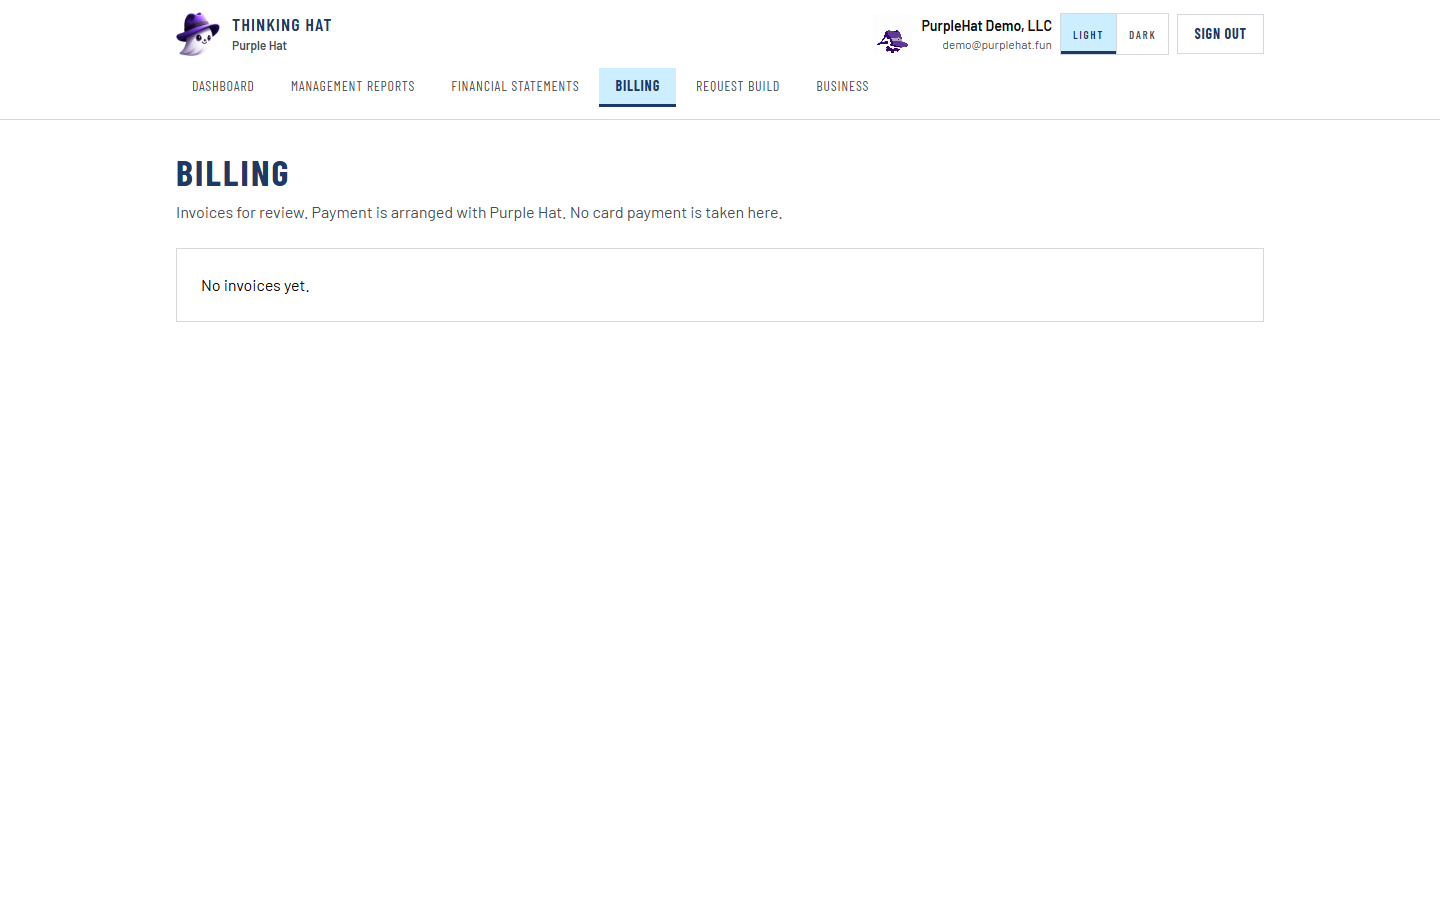 THINKING HAT
Purple Hat
PurpleHat Demo, LLC
demo@purplehat.fun
LIGHT
DARK
SIGN OUT
DASHBOARD
MANAGEMENT REPORTS
FINANCIAL STATEMENTS
BILLING
REQUEST BUILD
BUSINESS
BILLING
Invoices for review. Payment is arranged with Purple Hat. No card payment is taken here.
No invoices yet.